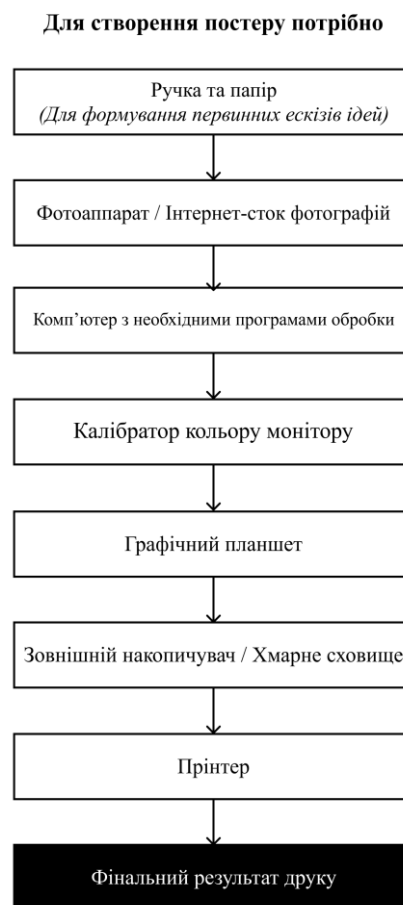 Для створення постеру потрібно
Ручка та папір
(Для формування первинних ескізів ідей)
Фотоаппарат / Інтернет-сток фотографій
Комп’ютер з необхідними програмами обробки
Калібратор кольору монітору
Графічний планшет
Зовнішній накопичувач / Хмарне сховище
Прінтер
Фінальний результат друку